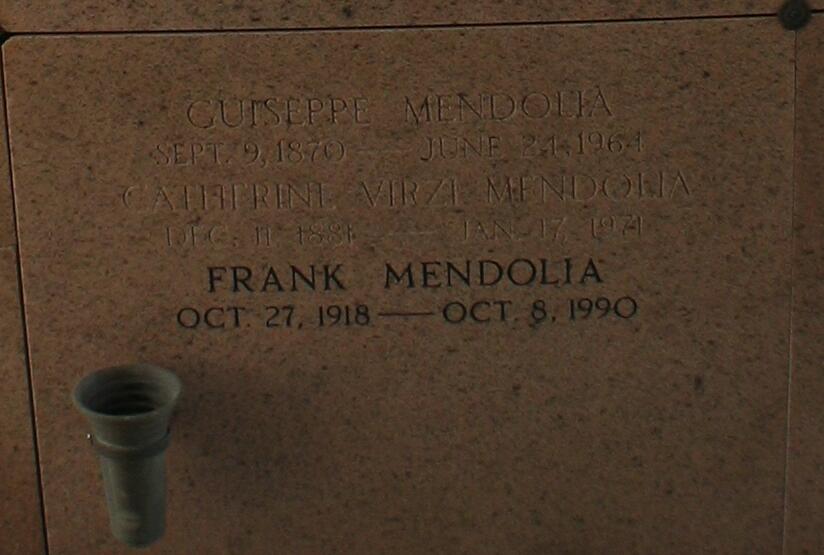 GUISEPPE MENDOLIA
SEPT. 9, 1870 — JUNE 24, 1964
CATHERINE VIRZI MENDOLIA
DEC. 11 1881 — JAN. 17, 1971
FRANK MENDOLIA
OCT. 27, 1918 — OCT. 8, 1990